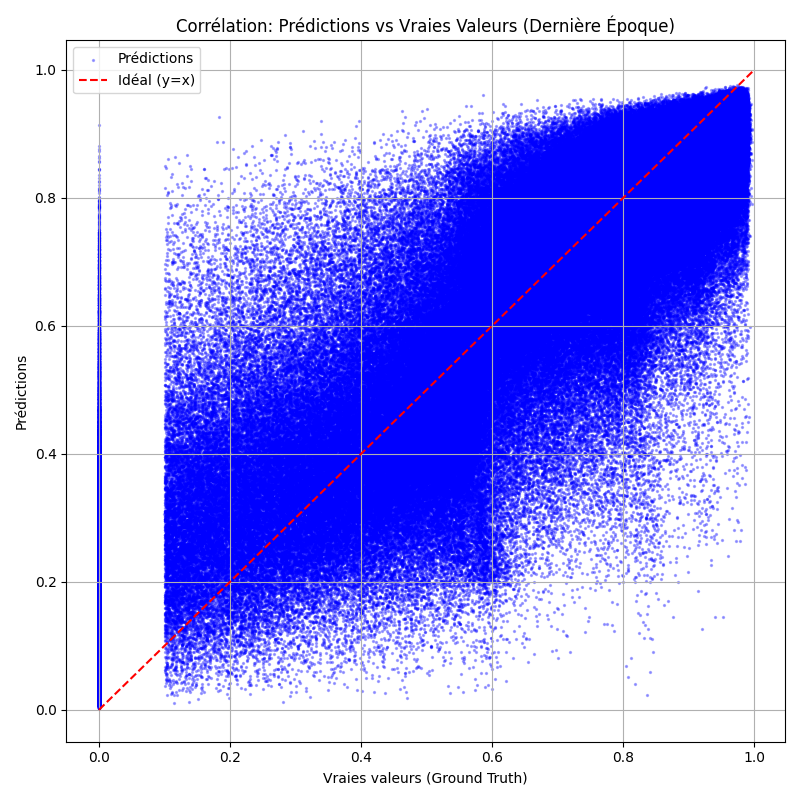 Corrélation: Prédictions vs Vraies Valeurs (Dernière Époque)
Prédictions
Idéal (y=x)
1.0
0.8
0.6
0.4
0.2
0.0
Prédictions
0.0 0.2 0.4 0.6 0.8 1.0
Vraies valeurs (Ground Truth)